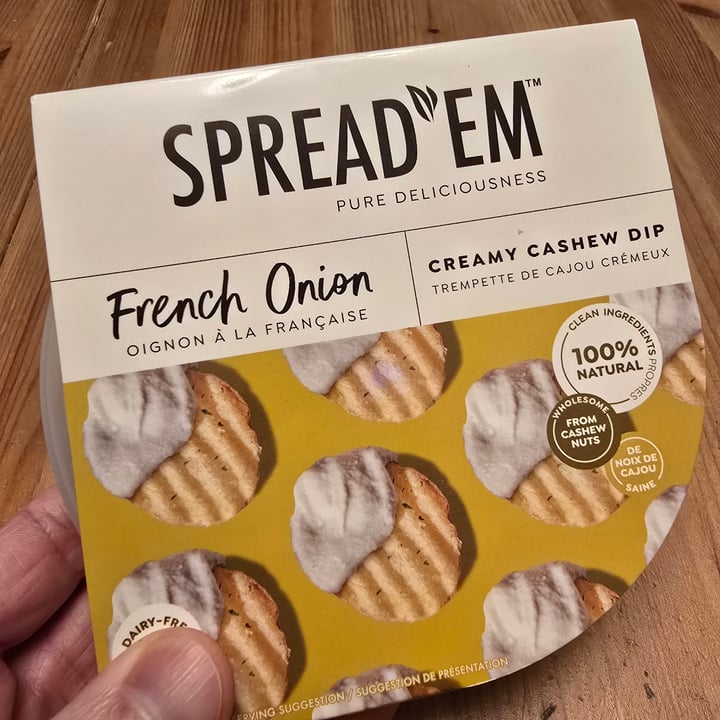 SPREAD'EM™
PURE DELICIOUSNESS
French Onion
OIGNON À LA FRANÇAISE
CREAMY CASHEW DIP
TREMPETTE DE CAJOU CRÉMEUX
CLEAN INGREDIENTS PROPRES
100%
NATURAL
WHOLESOME
FROM
CASHEW
NUTS
DE
NOIX DE
CAJOU
SAINE
DAIRY-FRE
ERVING SUGGESTION / SUGGESTION DE PRÉSENTATION